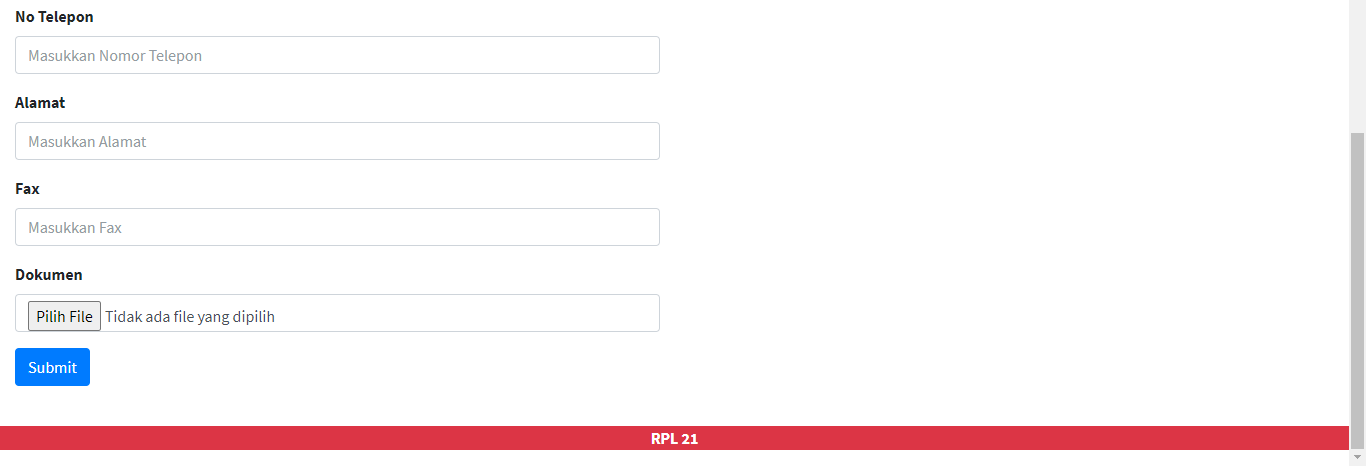 No Telepon
Masukkan Nomor Telepon
Alamat
Masukkan Alamat
Fax
Masukkan Fax
Dokumen
Pilih File Tidak ada file yang dipilih
Submit
RPL 21